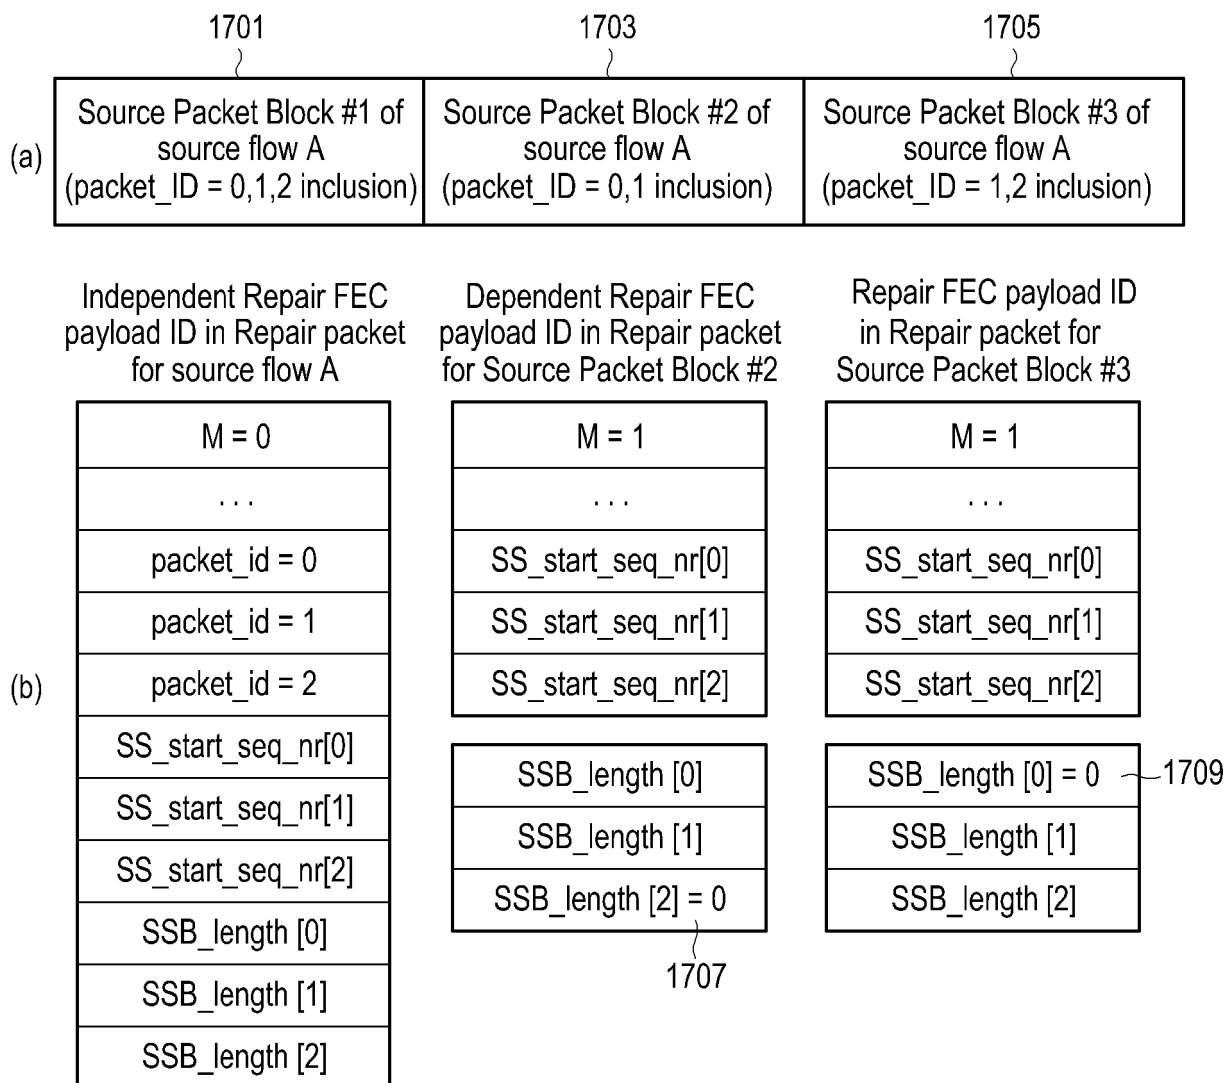 1701
1703
1705
(a)
Source Packet Block #1 of
source flow A
(packet_ID = 0,1,2 inclusion)
Source Packet Block #2 of
source flow A
(packet_ID = 0,1 inclusion)
Source Packet Block #3 of
source flow A
(packet_ID = 1,2 inclusion)
(b)
Independent Repair FEC
payload ID in Repair packet
for source flow A
M = 0
. . .
packet_id = 0
packet_id = 1
packet_id = 2
SS_start_seq_nr[0]
SS_start_seq_nr[1]
SS_start_seq_nr[2]
SSB_length [0]
SSB_length [1]
SSB_length [2]
Dependent Repair FEC
payload ID in Repair packet
for Source Packet Block #2
M = 1
. . .
SS_start_seq_nr[0]
SS_start_seq_nr[1]
SS_start_seq_nr[2]
SSB_length [0]
SSB_length [1]
SSB_length [2] = 0
1707
Repair FEC payload ID
in Repair packet for
Source Packet Block #3
M = 1
. . .
SS_start_seq_nr[0]
SS_start_seq_nr[1]
SS_start_seq_nr[2]
SSB_length [0] = 0
1709
SSB_length [1]
SSB_length [2]